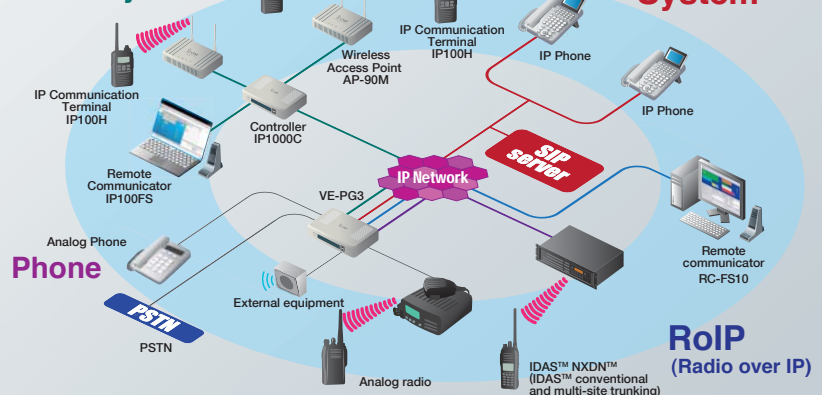 System
IP Communication
Terminal
IP100H
IP Phone
Wireless
Access Point
AP-90M
IP Phone
IP Communication
Terminal
IP100H
Controller
IP1000C
SIP
server
Remote
Communicator
IP100FS
IP Network
VE-PG3
Analog Phone
Phone
Remote
communicator
RC-FS10
External equipment
PSTN
PSTN
Analog radio
IDAS™ NXDN™
(IDAS™ conventional
and multi-site trunking)
RoIP
(Radio over IP)